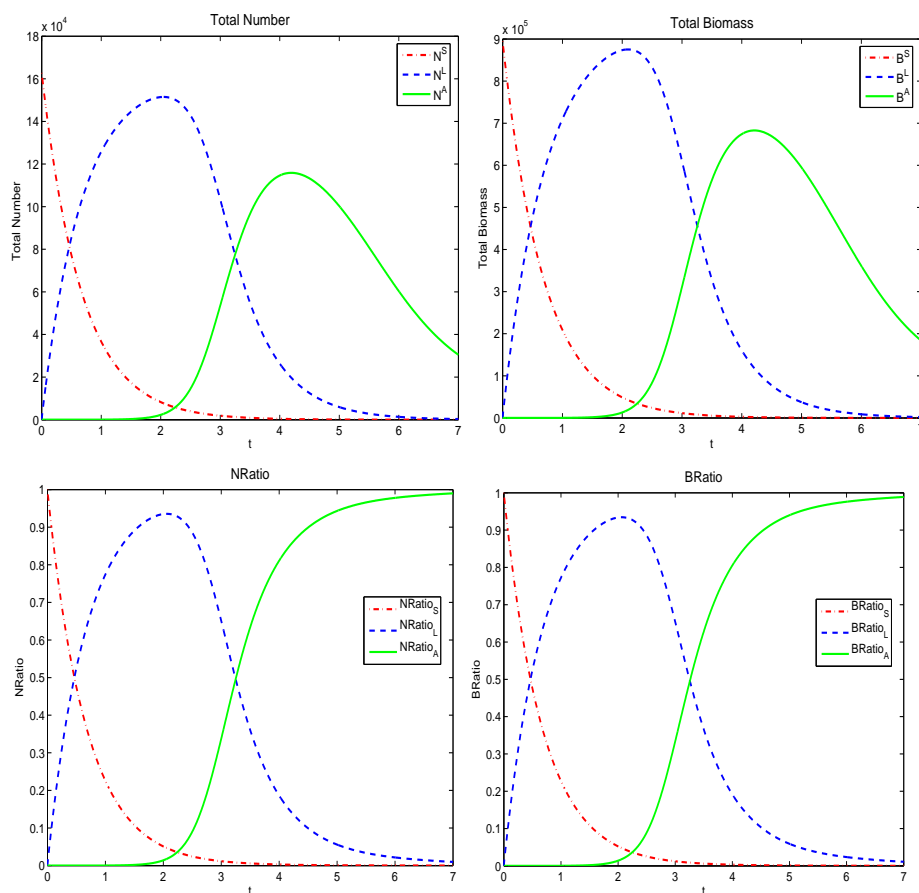 Total Number
x 10^4
18
16
14
12
10
8
6
4
2
0
Total Number
N^S
N^L
N^A
0 1 2 3 4 5 6 7
t
Total Biomass
x 10^5
9
8
7
6
5
4
3
2
1
0
Total Biomass
B^S
B^L
B^A
0 1 2 3 4 5 6 7
t
NRatio
1
0.9
0.8
0.7
0.6
0.5
0.4
0.3
0.2
0.1
0
NRatio
NRatio_S
NRatio_L
NRatio_A
0 1 2 3 4 5 6 7
t
BRatio
1
0.9
0.8
0.7
0.6
0.5
0.4
0.3
0.2
0.1
0
BRatio
BRatio_S
BRatio_L
BRatio_A
0 1 2 3 4 5 6 7
t